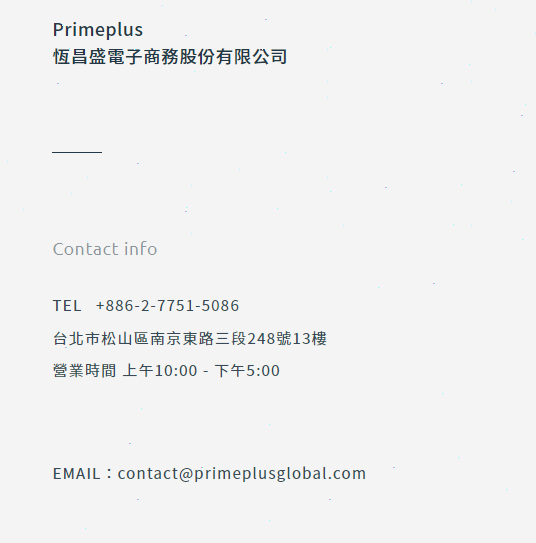 Primeplus
恆昌盛電子商務股份有限公司
Contact info
TEL +886-2-7751-5086
台北市松山區南京東路三段248號13樓
營業時間 上午10:00 - 下午5:00
EMAIL：contact@primeplusglobal.com